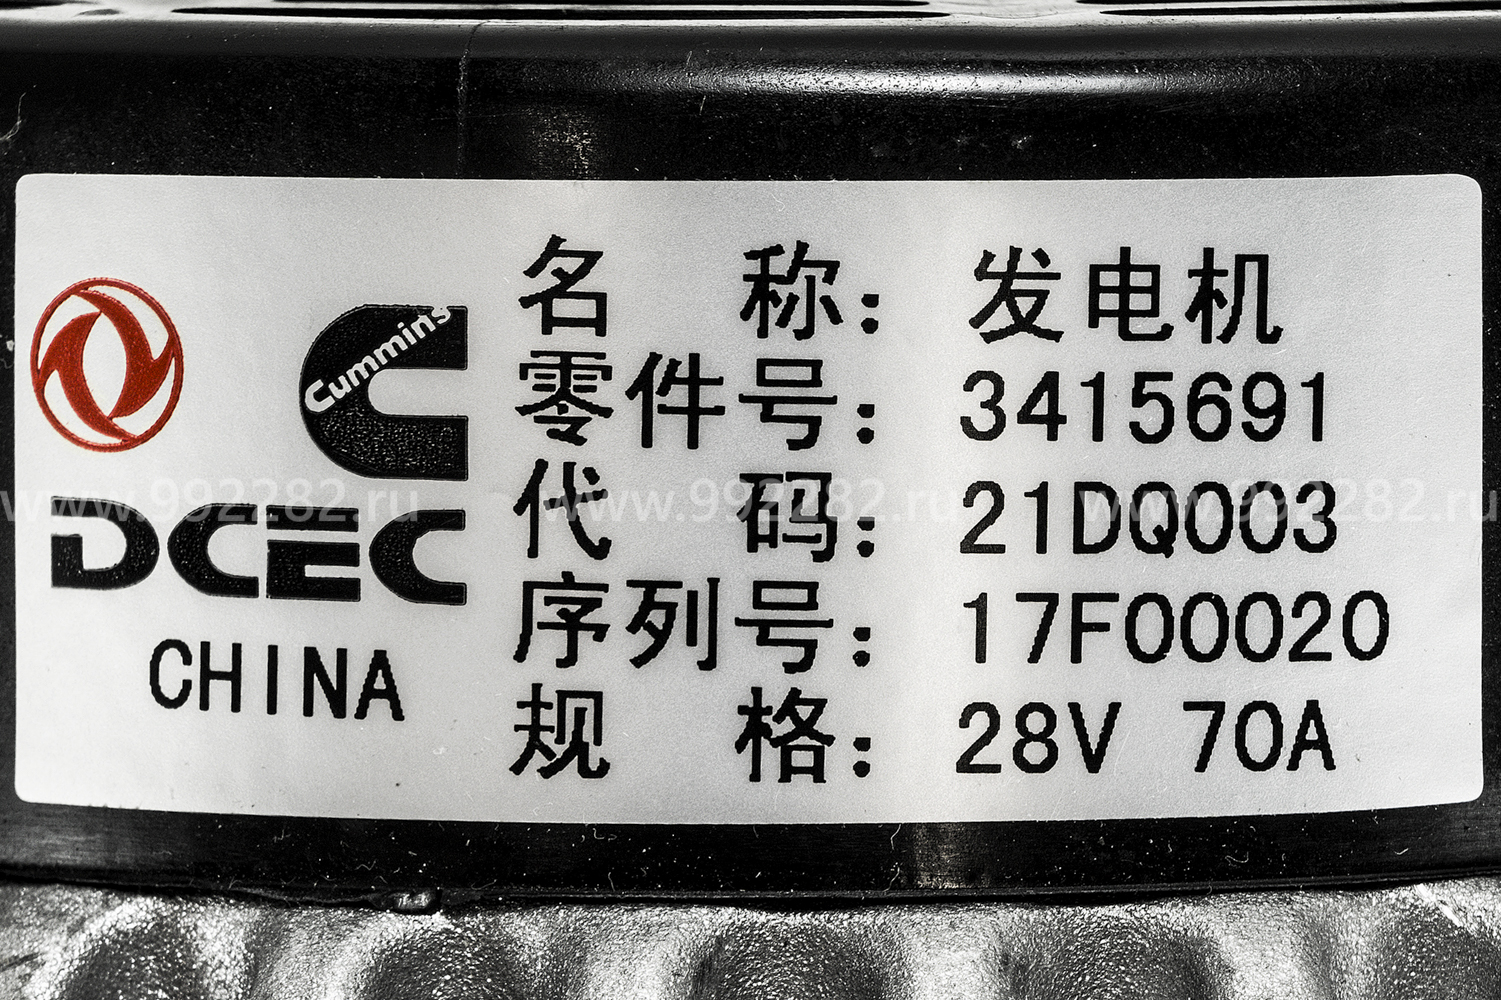 名 称: 发电机
Cummins
零件号: 3415691
代 码: 21DQ003
DCEC
序列号: 17F00020
CHINA
规 格: 28V 70A
www.992282.ru www.992282.ru www.992282.ru